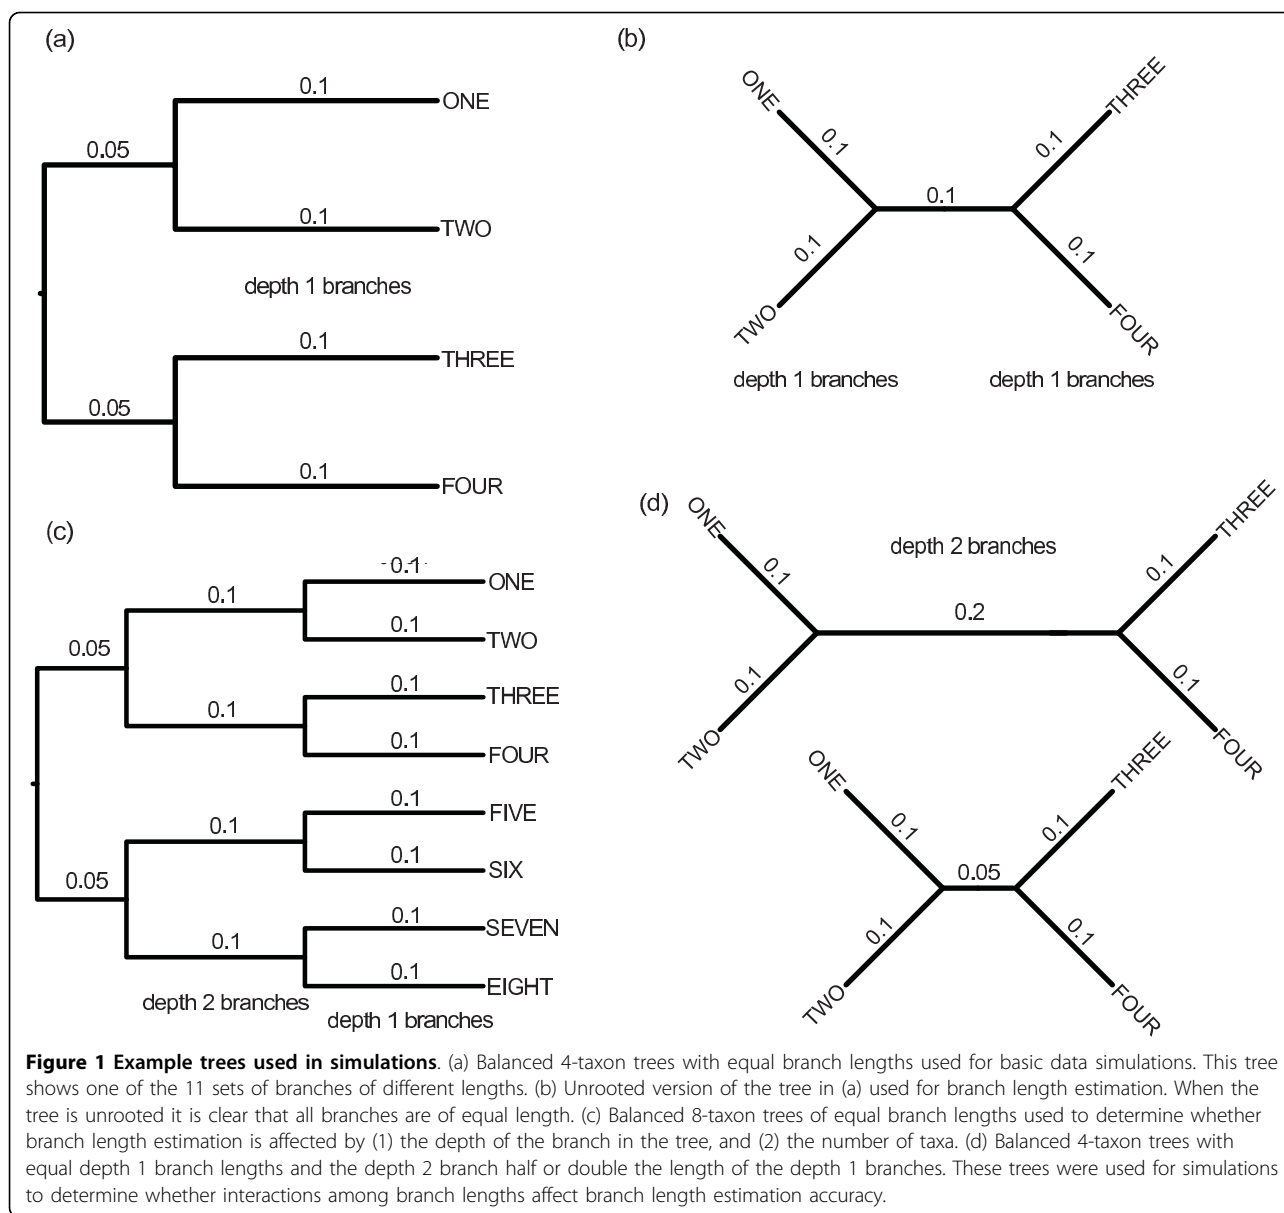 (a)
0.1
ONE
0.05
0.1
TWO
depth 1 branches
0.1
THREE
0.05
0.1
FOUR
(b)
ONE
THREE
0.1
0.1
0.1
0.1
0.1
TWO
FOUR
depth 1 branches
depth 1 branches
(c)
0.1
ONE
0.1
0.1
TWO
0.05
0.1
THREE
0.1
0.1
FOUR
0.1
FIVE
0.1
0.1
SIX
0.05
0.1
SEVEN
0.1
0.1
EIGHT
depth 2 branches
depth 1 branches
(d)
ONE
THREE
depth 2 branches
0.1
0.1
0.2
0.1
0.1
TWO
FOUR
ONE
THREE
0.1
0.1
0.05
0.1
0.1
TWO
FOUR
Figure 1 Example trees used in simulations. (a) Balanced 4-taxon trees with equal branch lengths used for basic data simulations. This tree
shows one of the 11 sets of branches of different lengths. (b) Unrooted version of the tree in (a) used for branch length estimation. When the
tree is unrooted it is clear that all branches are of equal length. (c) Balanced 8-taxon trees of equal branch lengths used to determine whether
branch length estimation is affected by (1) the depth of the branch in the tree, and (2) the number of taxa. (d) Balanced 4-taxon trees with
equal depth 1 branch lengths and the depth 2 branch half or double the length of the depth 1 branches. These trees were used for simulations
to determine whether interactions among branch lengths affect branch length estimation accuracy.